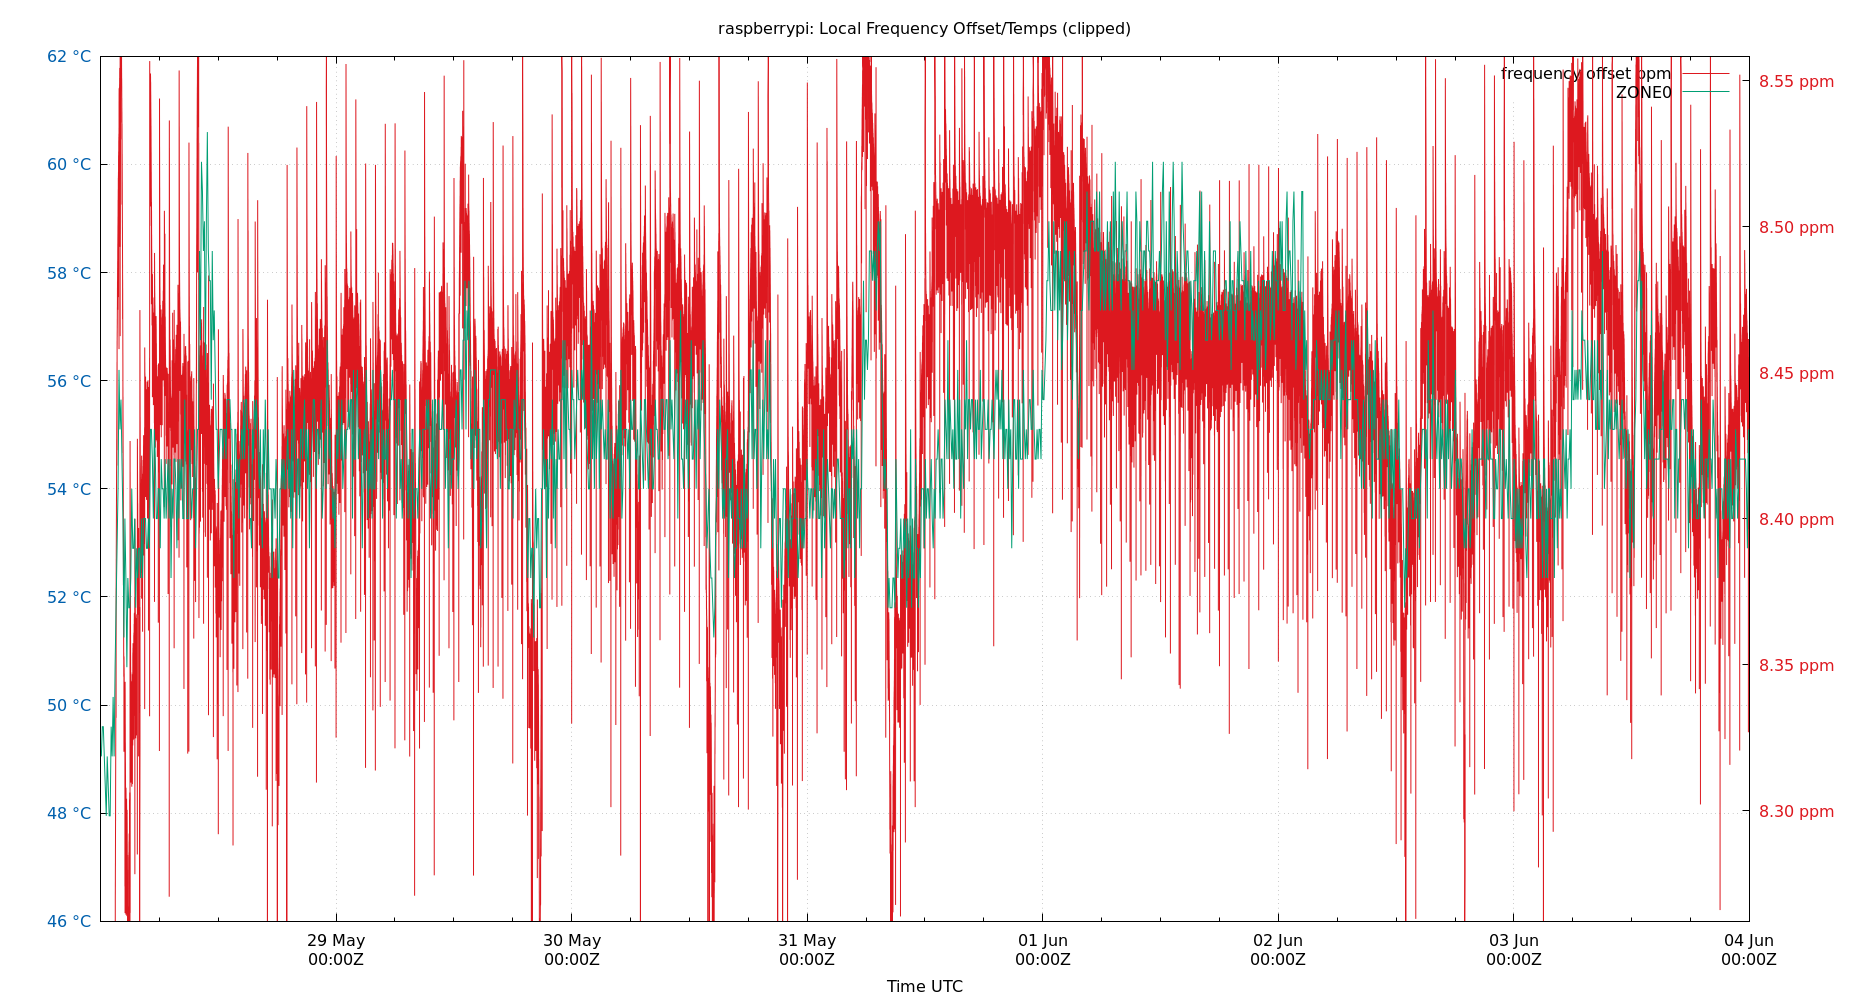 raspberrypi: Local Frequency Offset/Temps (clipped)
62 °C
60 °C
58 °C
56 °C
54 °C
52 °C
50 °C
48 °C
46 °C
frequency offset ppm
ZONE0
8.55 ppm
8.50 ppm
8.45 ppm
8.40 ppm
8.35 ppm
8.30 ppm
29 May
00:00Z
30 May
00:00Z
31 May
00:00Z
01 Jun
00:00Z
02 Jun
00:00Z
03 Jun
00:00Z
04 Jun
00:00Z
Time UTC